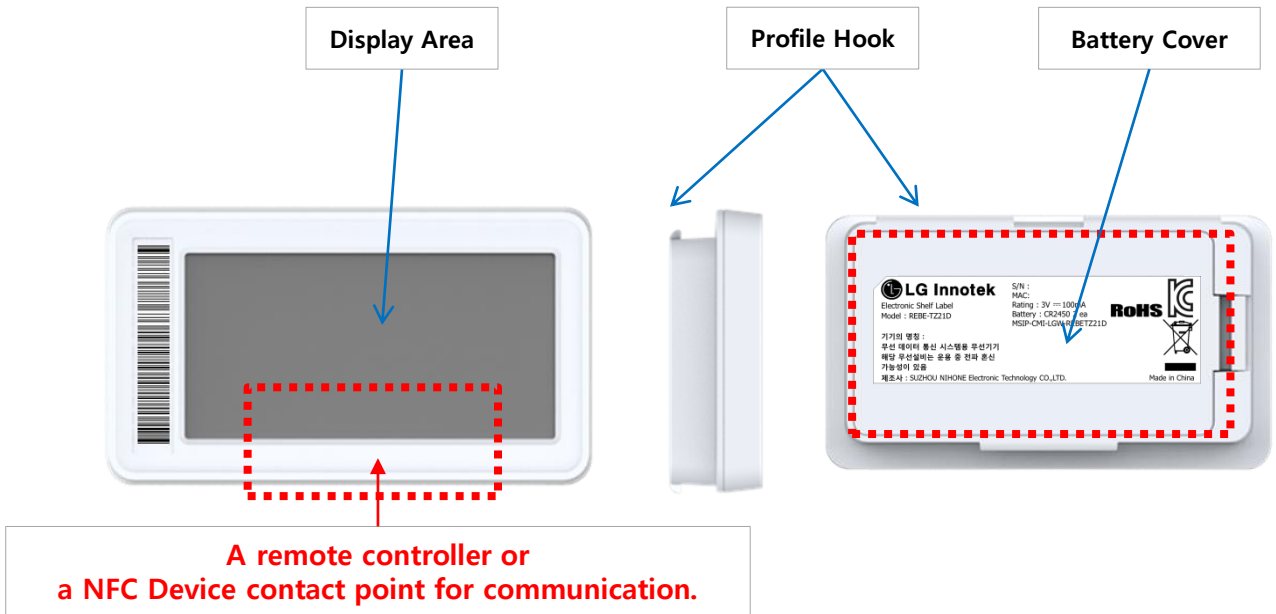 Display Area
Profile Hook
Battery Cover
LG Innotek
Electronic Shelf Label
Model : REBE-TZ21D
S/N :
MAC:
Rating : 3V ⎓ 100mA
Battery : CR2450 ea
MSIP-CMI-LGW-REBETZ21D
RoHS
기기의 명칭 :
무선 데이터 통신 시스템용 무선기기
해당 무선설비는 운용 중 전파 혼신
가능성이 있음
제조사 : SUZHOU NIHONE Electronic Technology CO.,LTD.
Made in China
A remote controller or
a NFC Device contact point for communication.